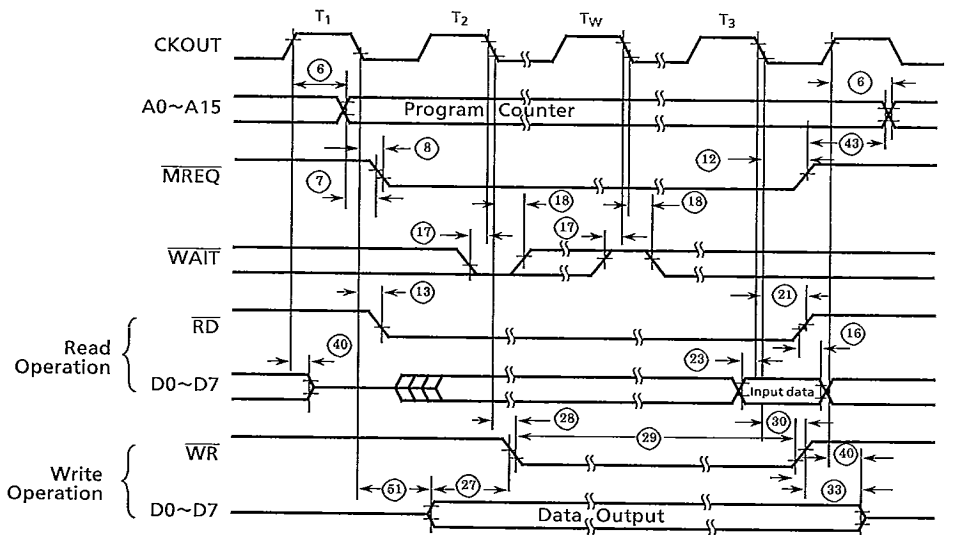 T1 T2 TW T3
CKOUT
⑥ ⑥
A0~A15 Program Counter
⑧ ⑫ ㊸
MREQ
⑦ ⑱ ⑱
⑰ ⑰
WAIT
⑬ ㉑
RD
⑯
Read
Operation
㊵ ㉓
D0~D7 Input data
㉘ ㉙ ㉚
WR
㊵
Write
Operation
51 ㉗ ㉝
D0~D7 Data Output